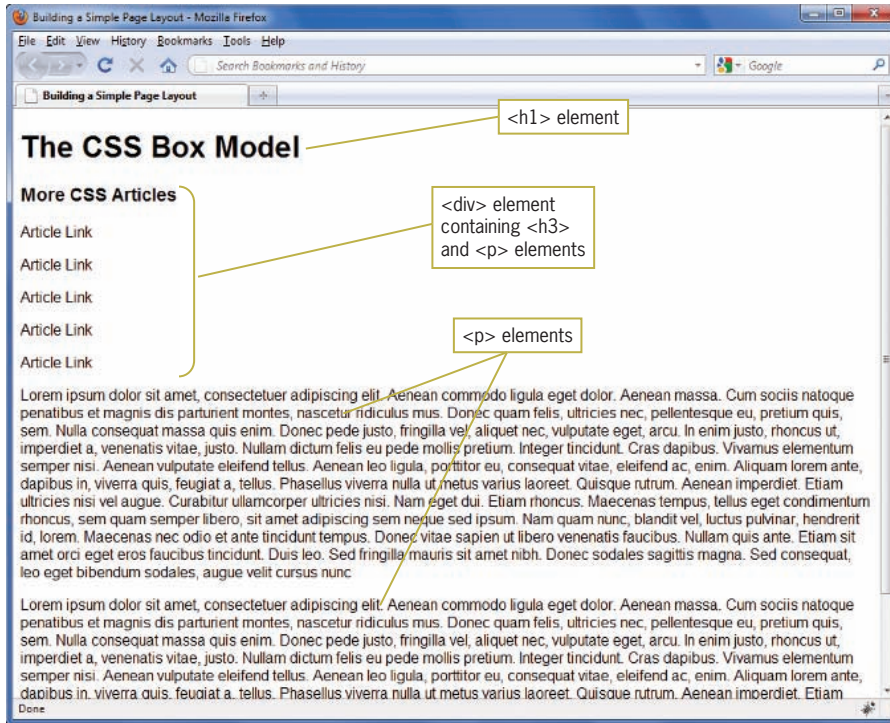 Building a Simple Page Layout - Mozilla Firefox
File Edit View History Bookmarks Tools Help
Search Bookmarks and History
Google
Building a Simple Page Layout
<h1> element
The CSS Box Model
More CSS Articles
<div> element
containing <h3>
and <p> elements
Article Link
Article Link
Article Link
Article Link
Article Link
<p> elements
Lorem ipsum dolor sit amet, consectetuer adipiscing elit. Aenean commodo ligula eget dolor. Aenean massa. Cum sociis natoque
penatibus et magnis dis parturient montes, nascetur ridiculus mus. Donec quam felis, ultricies nec, pellentesque eu, pretium quis,
sem. Nulla consequat massa quis enim. Donec pede justo, fringilla vel, aliquet nec, vulputate eget, arcu. In enim justo, rhoncus ut,
imperdiet a, venenatis vitae, justo. Nullam dictum felis eu pede mollis pretium. Integer tincidunt. Cras dapibus. Vivamus elementum
semper nisi. Aenean vulputate eleifend tellus. Aenean leo ligula, porttitor eu, consequat vitae, eleifend ac, enim. Aliquam lorem ante,
dapibus in, viverra quis, feugiat a, tellus. Phasellus viverra nulla ut metus varius laoreet. Quisque rutrum. Aenean imperdiet. Etiam
ultricies nisi vel augue. Curabitur ullamcorper ultricies nisi. Nam eget dui. Etiam rhoncus. Maecenas tempus, tellus eget condimentum
rhoncus, sem quam semper libero, sit amet adipiscing sem neque sed ipsum. Nam quam nunc, blandit vel, luctus pulvinar, hendrerit
id, lorem. Maecenas nec odio et ante tincidunt tempus. Donec vitae sapien ut libero venenatis faucibus. Nullam quis ante. Etiam sit
amet orci eget eros faucibus tincidunt. Duis leo. Sed fringilla mauris sit amet nibh. Donec sodales sagittis magna. Sed consequat,
leo eget bibendum sodales, augue velit cursus nunc
Lorem ipsum dolor sit amet, consectetuer adipiscing elit. Aenean commodo ligula eget dolor. Aenean massa. Cum sociis natoque
penatibus et magnis dis parturient montes, nascetur ridiculus mus. Donec quam felis, ultricies nec, pellentesque eu, pretium quis,
sem. Nulla consequat massa quis enim. Donec pede justo, fringilla vel, aliquet nec, vulputate eget, arcu. In enim justo, rhoncus ut,
imperdiet a, venenatis vitae, justo. Nullam dictum felis eu pede mollis pretium. Integer tincidunt. Cras dapibus. Vivamus elementum
semper nisi. Aenean vulputate eleifend tellus. Aenean leo ligula, porttitor eu, consequat vitae, eleifend ac, enim. Aliquam lorem ante,
dapibus in, viverra quis, feugiat a, tellus. Phasellus viverra nulla ut metus varius laoreet. Quisque rutrum. Aenean imperdiet. Etiam
Done